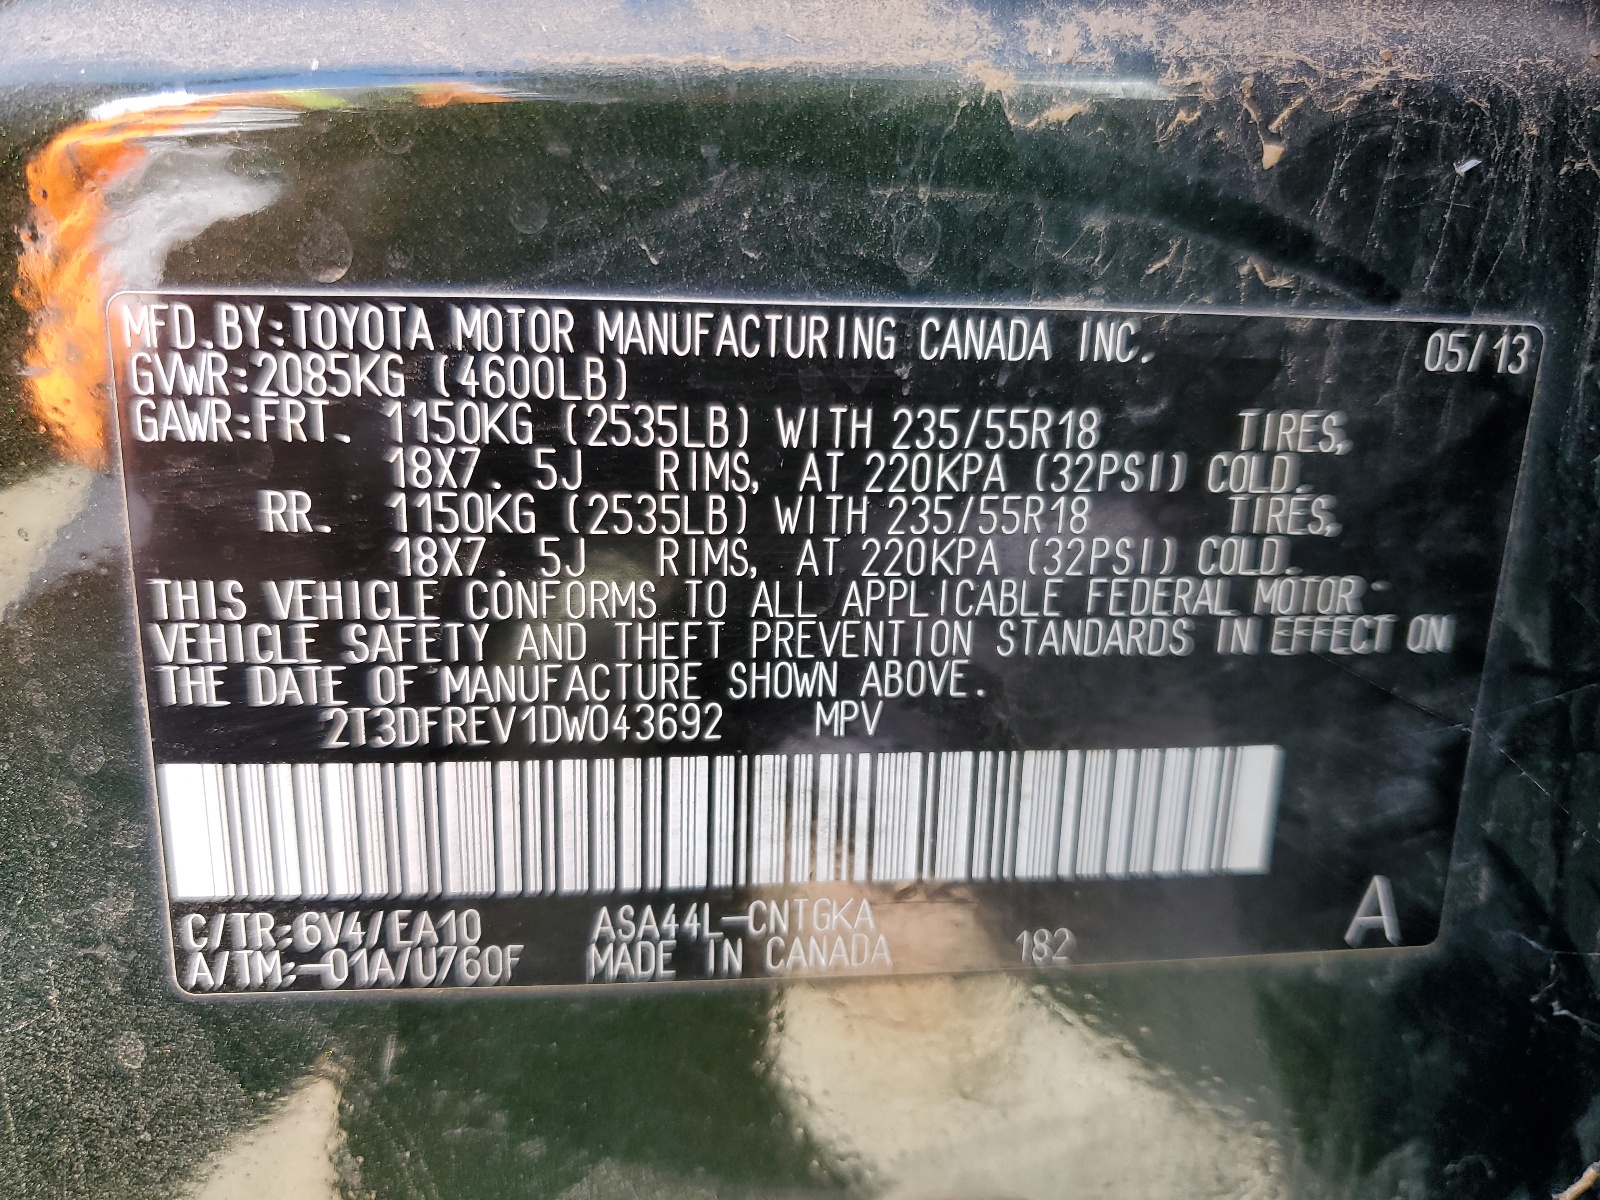 MFD.BY:TOYOTA MOTOR MANUFACTURING CANADA INC. 05/13
GVWR:2085KG (4600LB)
GAWR:FRT. 1150KG (2535LB) WITH 235/55R18 TIRES,
18X7. 5J RIMS, AT 220KPA (32PSI) COLD.
RR. 1150KG (2535LB) WITH 235/55R18 TIRES,
18X7. 5J RIMS, AT 220KPA (32PSI) COLD.
THIS VEHICLE CONFORMS TO ALL APPLICABLE FEDERAL MOTOR
VEHICLE SAFETY AND THEFT PREVENTION STANDARDS IN EFFECT ON
THE DATE OF MANUFACTURE SHOWN ABOVE.
2T3DFREV1DW043692 MPV
C/TR:6V4/EA10 ASA44L-CNTGKA A
A/TM:-01A/U760F MADE IN CANADA 182